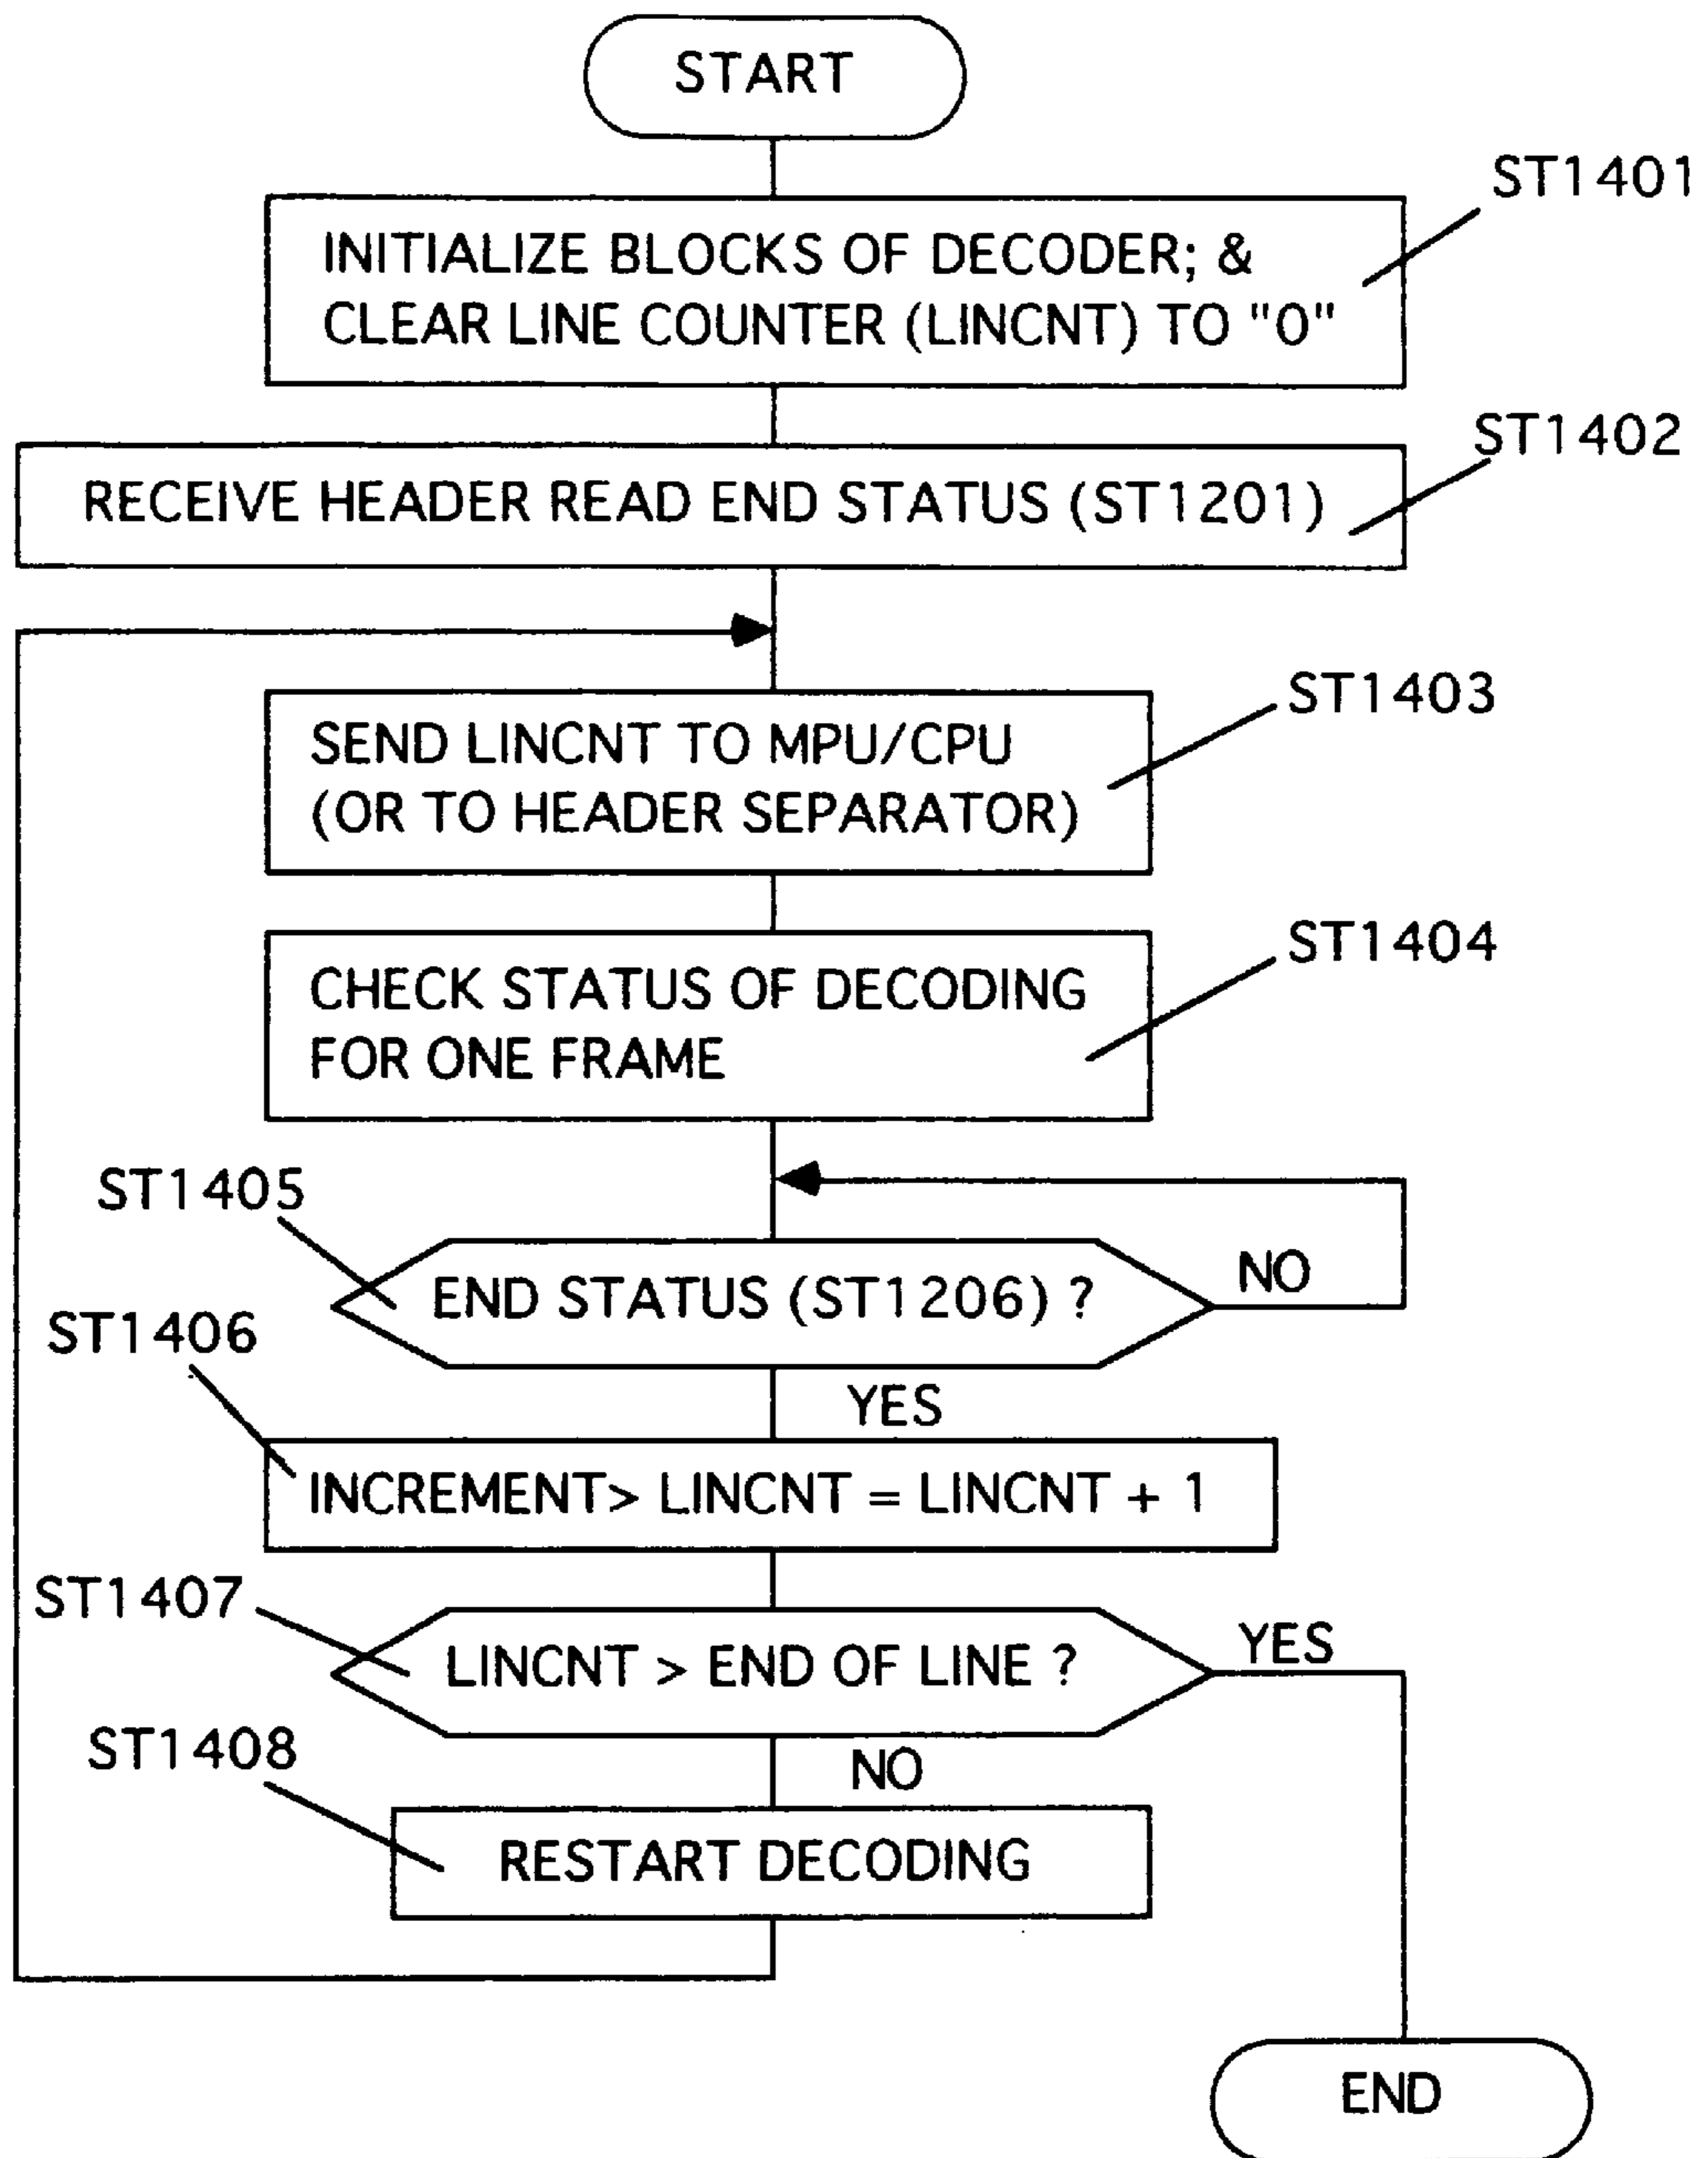 START
ST1401
INITIALIZE BLOCKS OF DECODER; &
CLEAR LINE COUNTER (LINCNT) TO "0"
ST1402
RECEIVE HEADER READ END STATUS (ST1201)
ST1403
SEND LINCNT TO MPU/CPU
(OR TO HEADER SEPARATOR)
ST1404
CHECK STATUS OF DECODING
FOR ONE FRAME
ST1405
END STATUS (ST1206) ?
NO
ST1406
YES
INCREMENT> LINCNT = LINCNT + 1
ST1407
LINCNT > END OF LINE ?
YES
ST1408
NO
RESTART DECODING
END